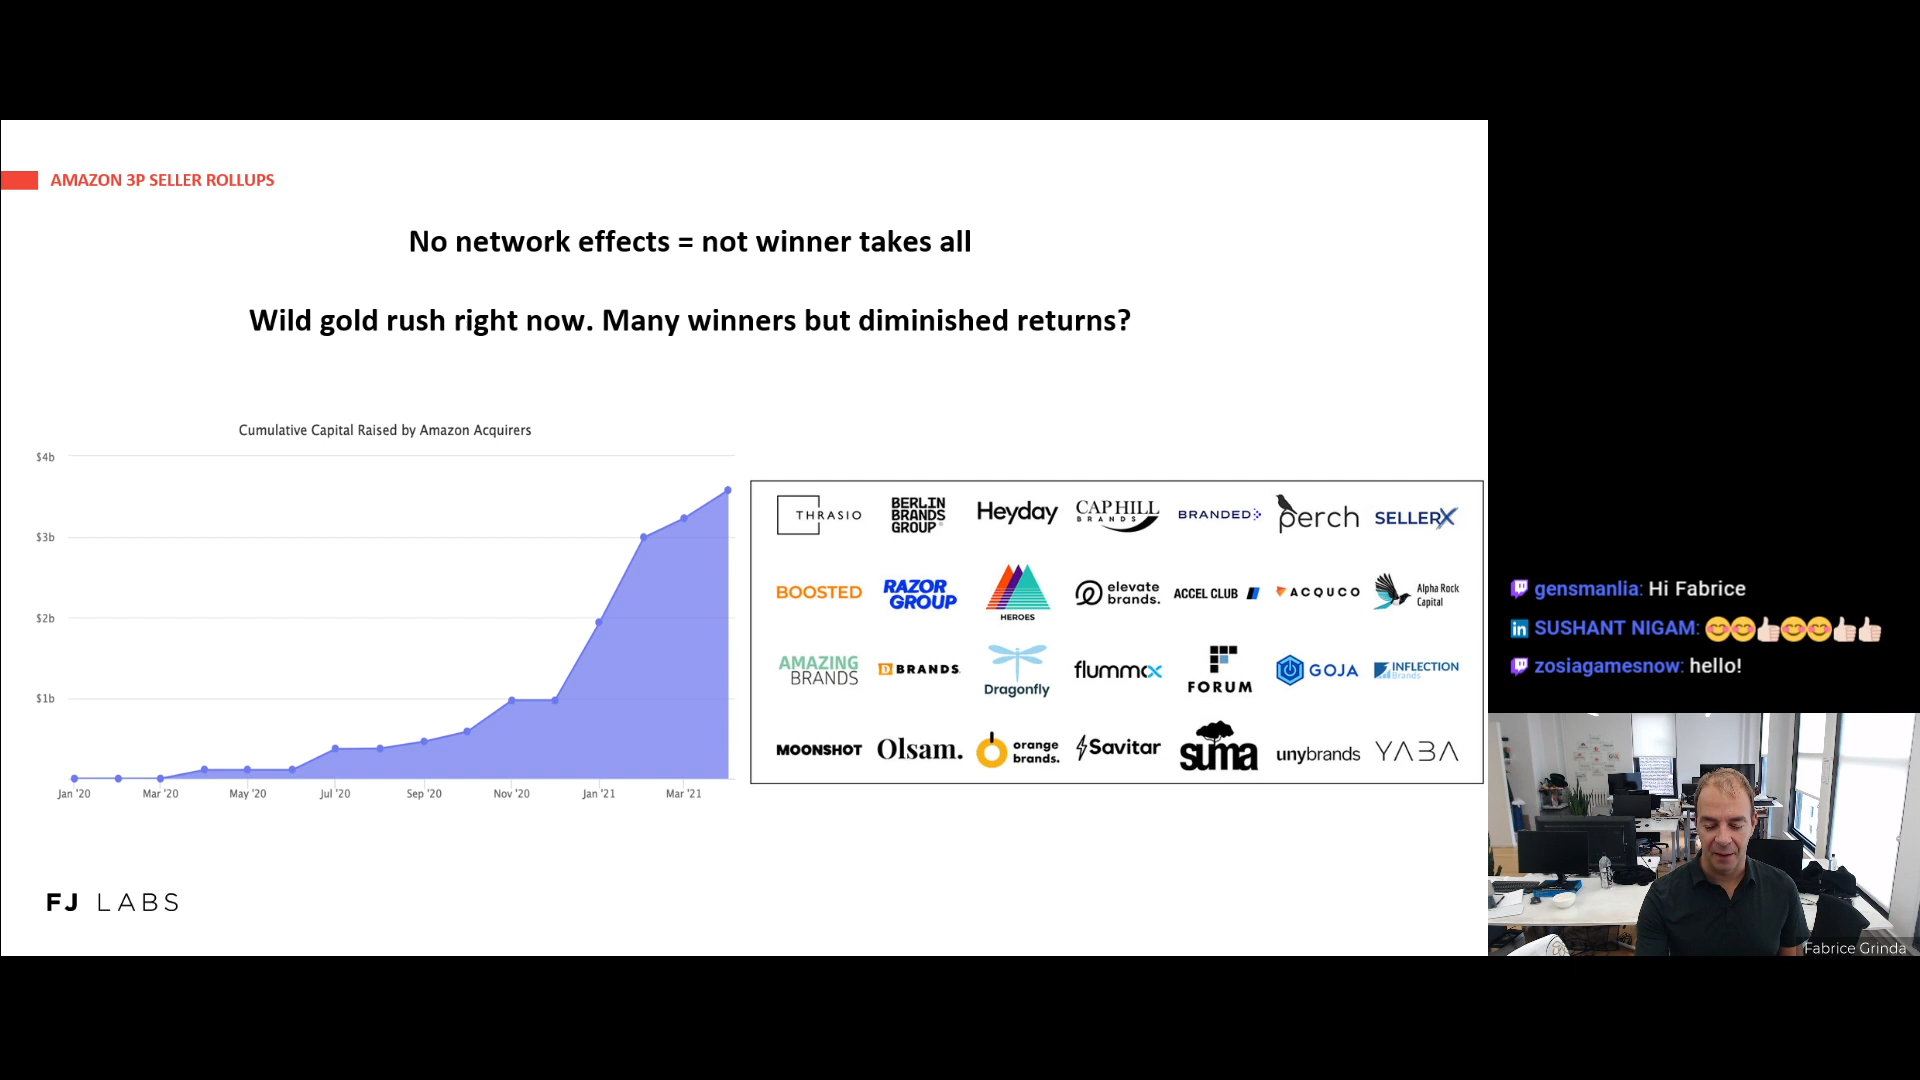 AMAZON 3P SELLER ROLLUPS
No network effects = not winner takes all
Wild gold rush right now. Many winners but diminished returns?
Cumulative Capital Raised by Amazon Acquirers
$4b
$3b
$2b
$1b
Jan '20 Mar '20 May '20 Jul '20 Sep '20 Nov '20 Jan '21 Mar '21
THRASIO
BERLIN
BRANDS
GROUP
Heyday
CAPHILL
BRANDS
BRANDED
perch
SELLERX
BOOSTED
RAZOR
GROUP
HEROES
elevate
brands.
ACCEL CLUB
ACQUCO
Alpha Rock
Capital
AMAZING
BRANDS
D BRANDS
Dragonfly
flummox
FORUM
GOJA
INFLECTION
Brands
MOONSHOT
Olsam.
orange
brands.
Savitar
suma
unybrands
YABA
FJ LABS
gensmanlia: Hi Fabrice
in SUSHANT NIGAM: 😊😊👍🏻😊😊👍🏻👍🏻
zosiagamesnow: hello!
Fabrice Grinda